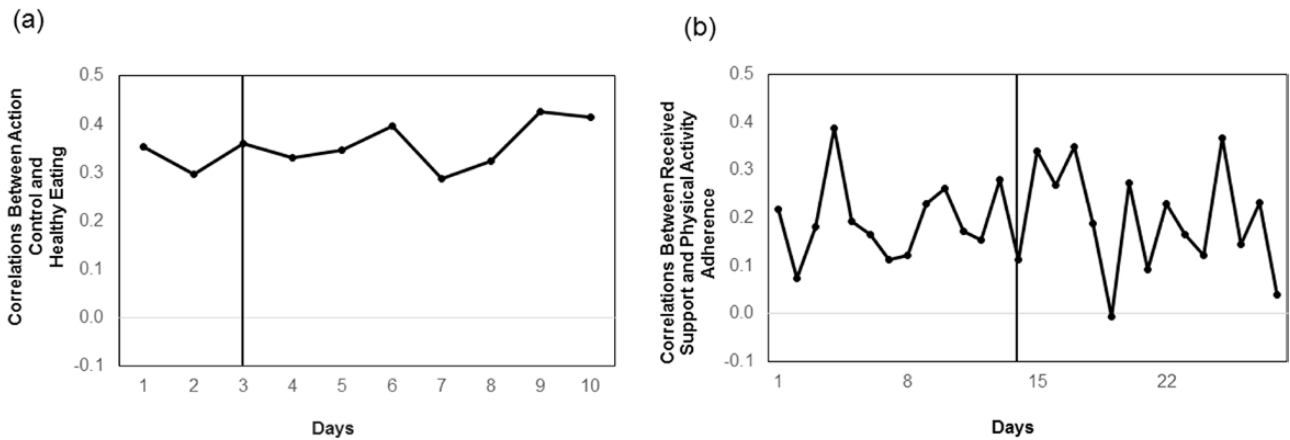 (a)
Correlations Between Action
Control and
Healthy Eating
0.5
0.4
0.3
0.2
0.1
0.0
-0.1
1 2 3 4 5 6 7 8 9 10
Days
(b)
Correlations Between Received
Support and Physical Activity
Adherence
0.5
0.4
0.3
0.2
0.1
0.0
-0.1
1 8 15 22
Days